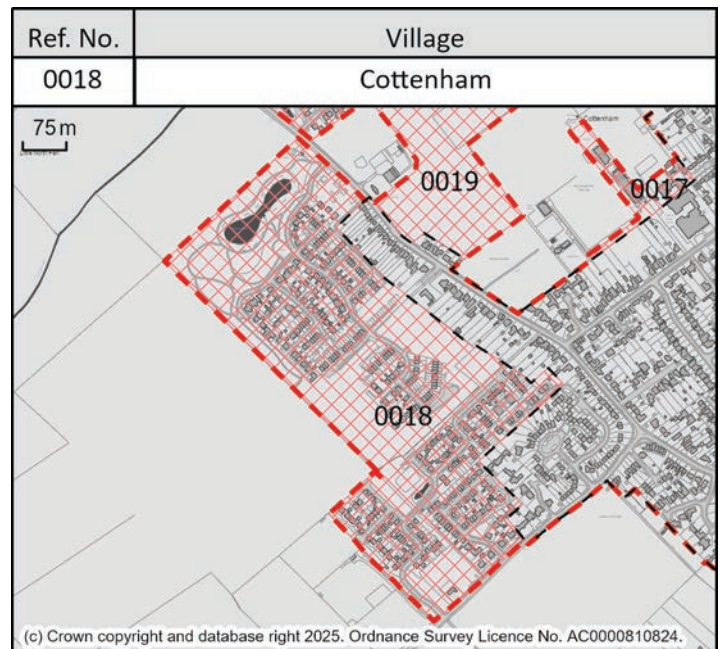 Ref. No. Village
0018 Cottenham
75m
Cottenham
0019
0017
0018
(c) Crown copyright and database right 2025. Ordnance Survey Licence No. AC0000810824.